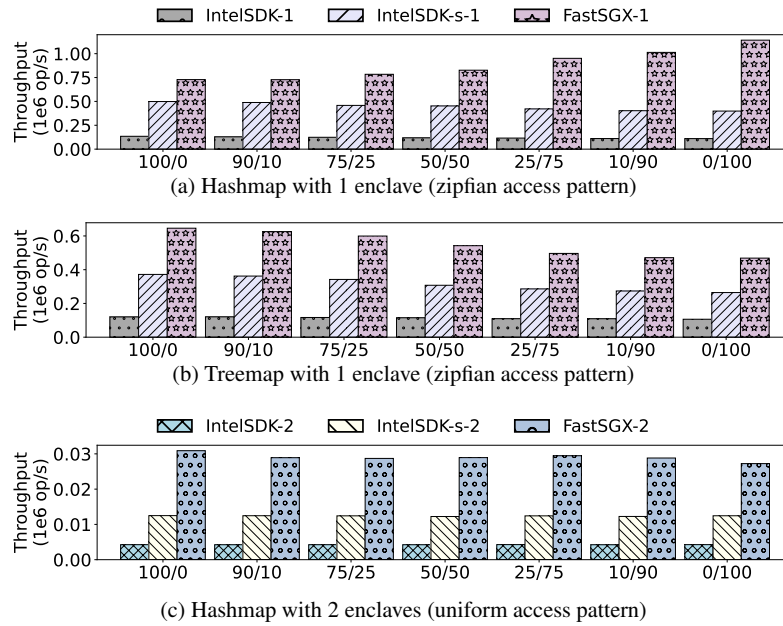 IntelSDK-1 IntelSDK-s-1 FastSGX-1
Throughput
(1e6 op/s)
1.00
0.75
0.50
0.25
0.00
100/0 90/10 75/25 50/50 25/75 10/90 0/100
(a) Hashmap with 1 enclave (zipfian access pattern)
Throughput
(1e6 op/s)
0.6
0.4
0.2
0.0
100/0 90/10 75/25 50/50 25/75 10/90 0/100
(b) Treemap with 1 enclave (zipfian access pattern)
IntelSDK-2 IntelSDK-s-2 FastSGX-2
Throughput
(1e6 op/s)
0.03
0.02
0.01
0.00
100/0 90/10 75/25 50/50 25/75 10/90 0/100
(c) Hashmap with 2 enclaves (uniform access pattern)